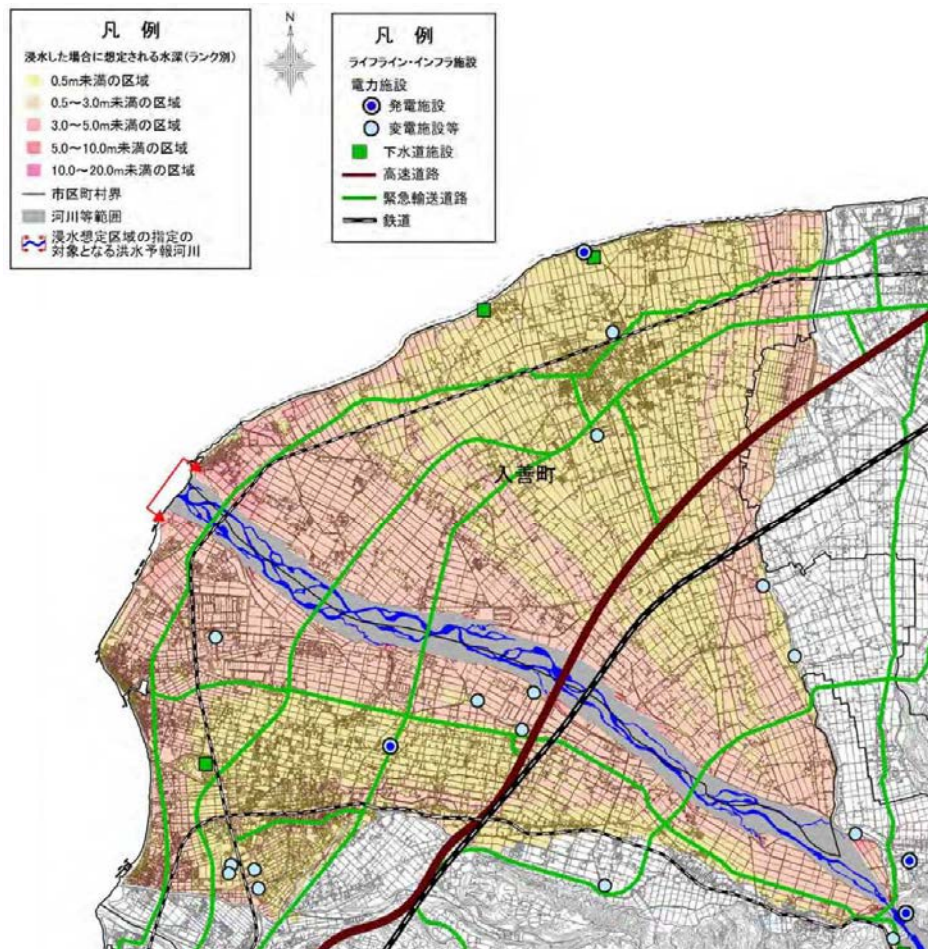 凡 例
浸水した場合に想定される水深(ランク別)
0.5m未満の区域
0.5～3.0m未満の区域
3.0～5.0m未満の区域
5.0～10.0m未満の区域
10.0～20.0m未満の区域
市区町村界
河川等範囲
浸水想定区域の指定の
対象となる洪水予報河川
N
凡 例
ライフライン・インフラ施設
電力施設
発電施設
変電施設等
下水道施設
高速道路
緊急輸送道路
鉄道
入善町